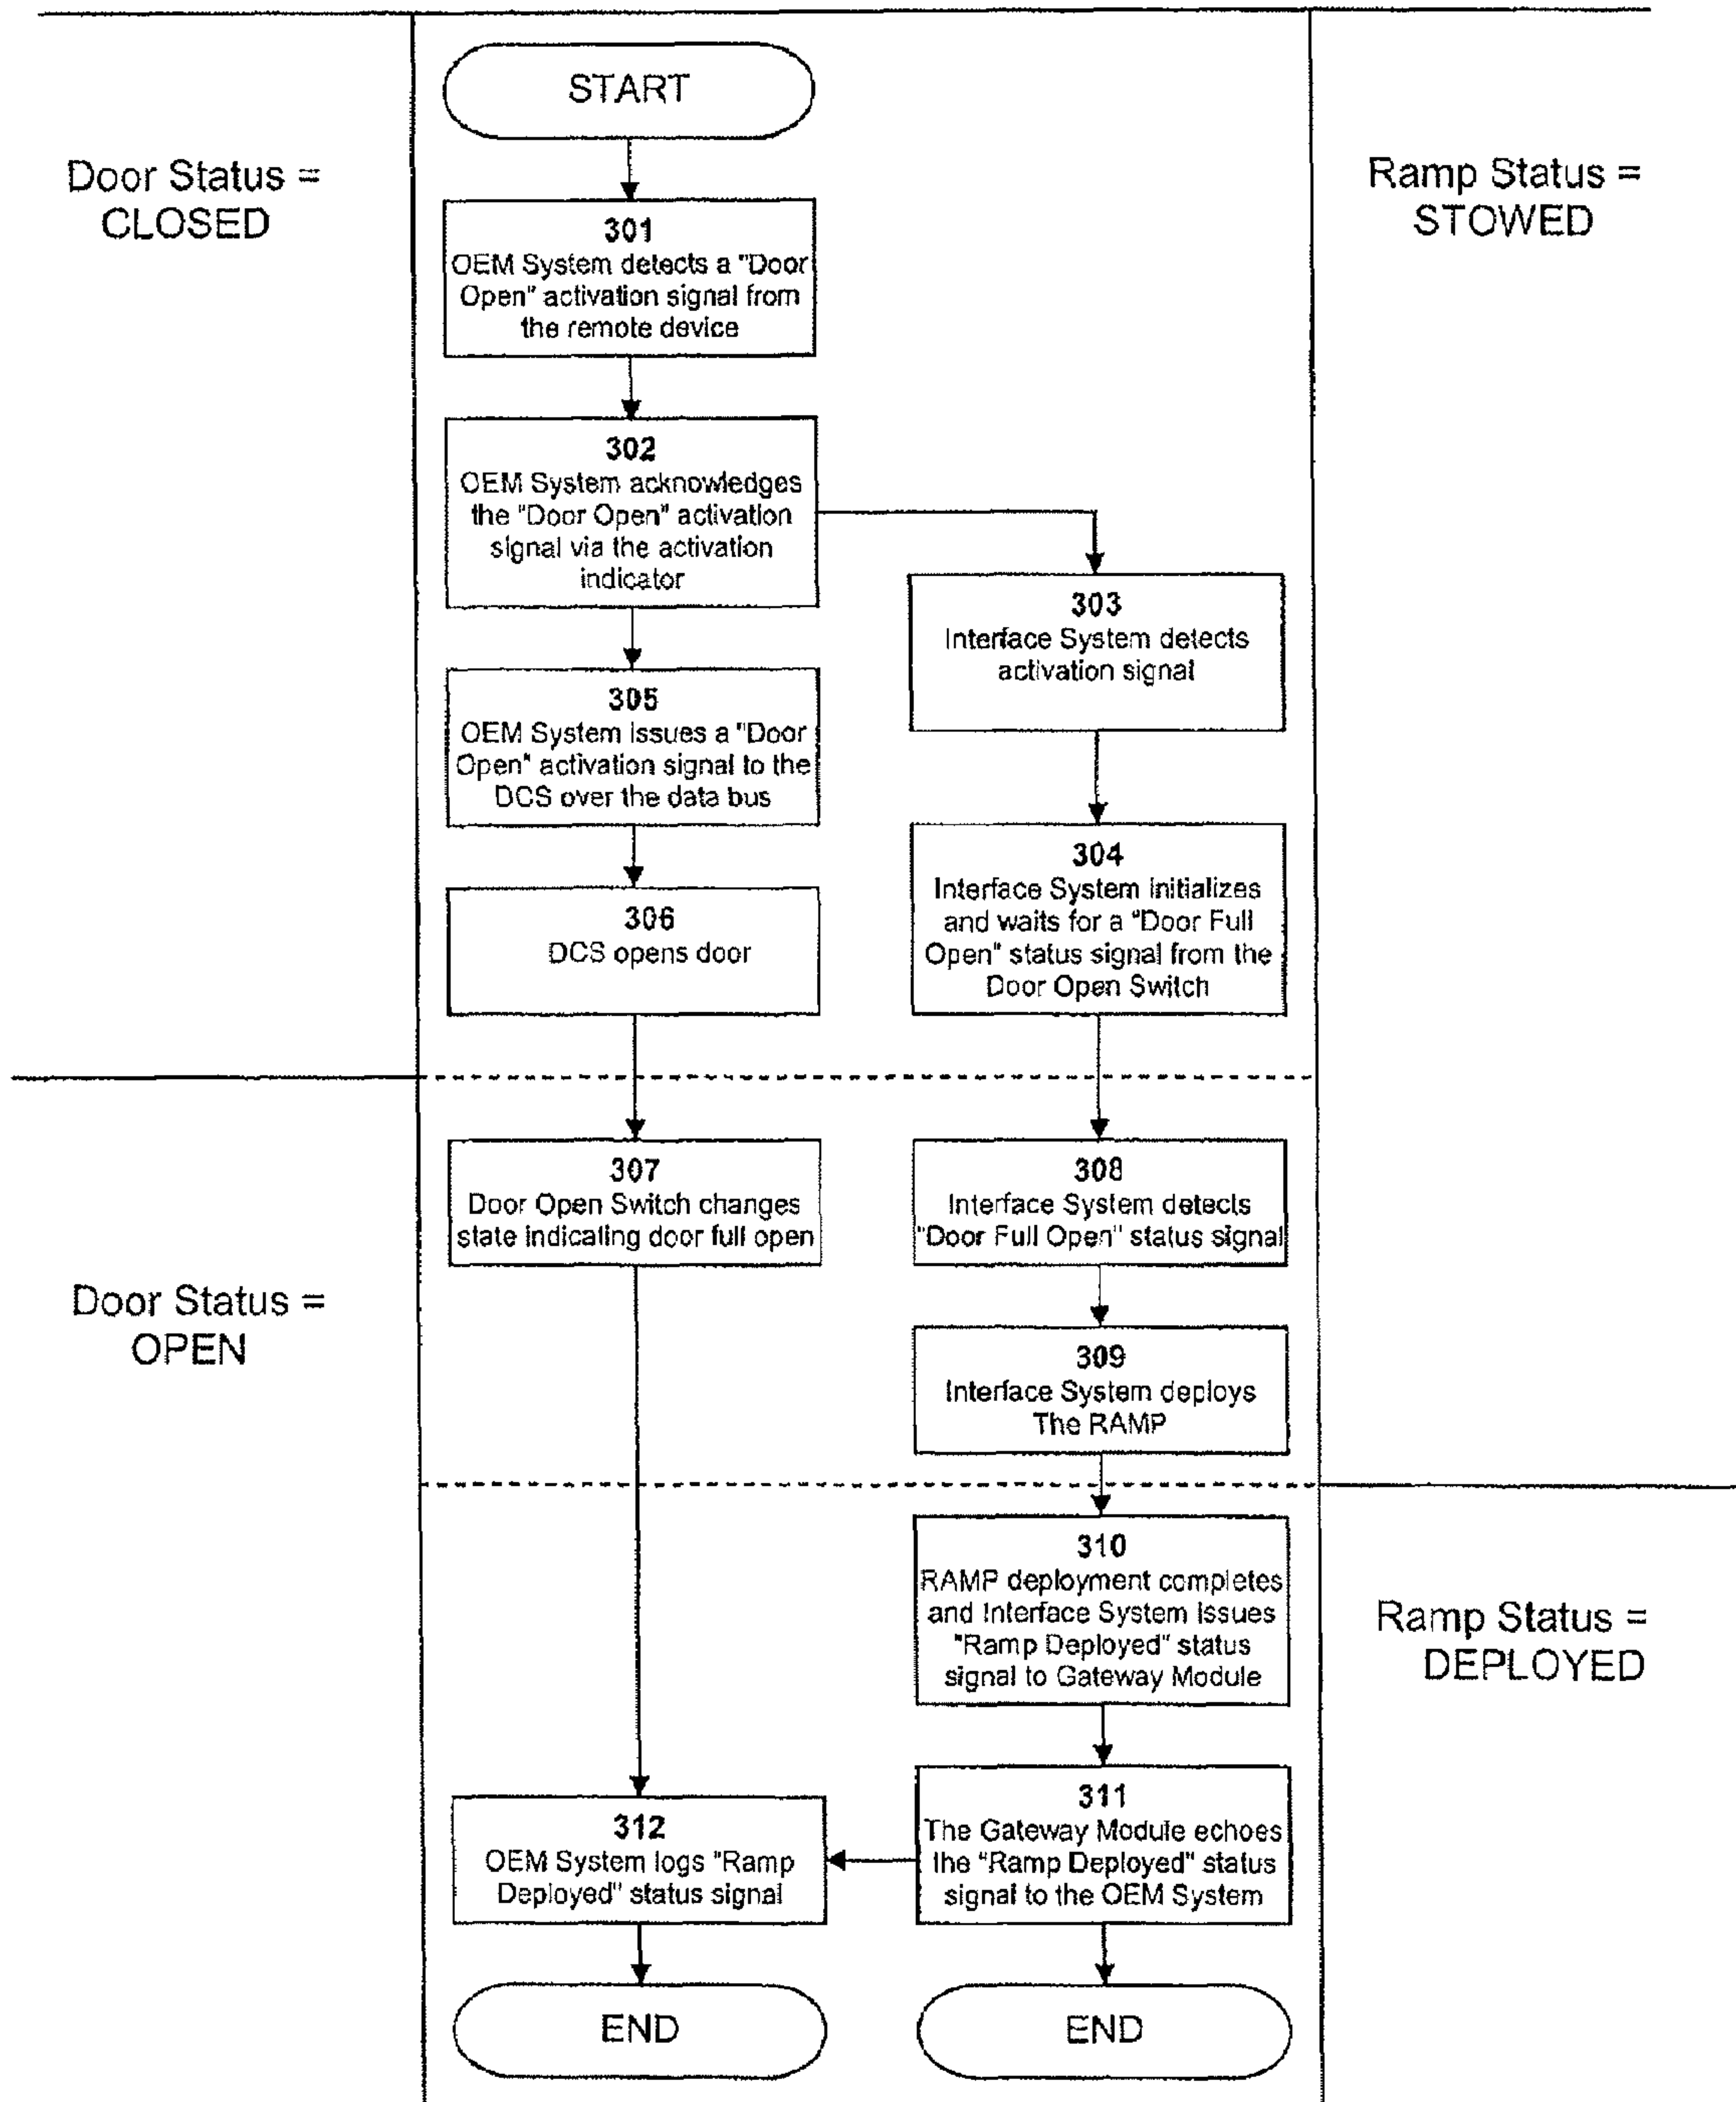 START
Door Status =
CLOSED
Ramp Status =
STOWED
301
OEM System detects a "Door
Open" activation signal from
the remote device
302
OEM System acknowledges
the "Door Open" activation
signal via the activation
indicator
303
Interface System detects
activation signal
305
OEM System issues a "Door
Open" activation signal to the
DCS over the data bus
304
Interface System initializes
and waits for a "Door Full
Open" status signal from the
Door Open Switch
306
DCS opens door
307
Door Open Switch changes
state indicating door full open
308
Interface System detects
"Door Full Open" status signal
Door Status =
OPEN
309
Interface System deploys
The RAMP
310
RAMP deployment completes
and Interface System issues
"Ramp Deployed" status
signal to Gateway Module
Ramp Status =
DEPLOYED
311
The Gateway Module echoes
the "Ramp Deployed" status
signal to the OEM System
312
OEM System logs "Ramp
Deployed" status signal
END
END